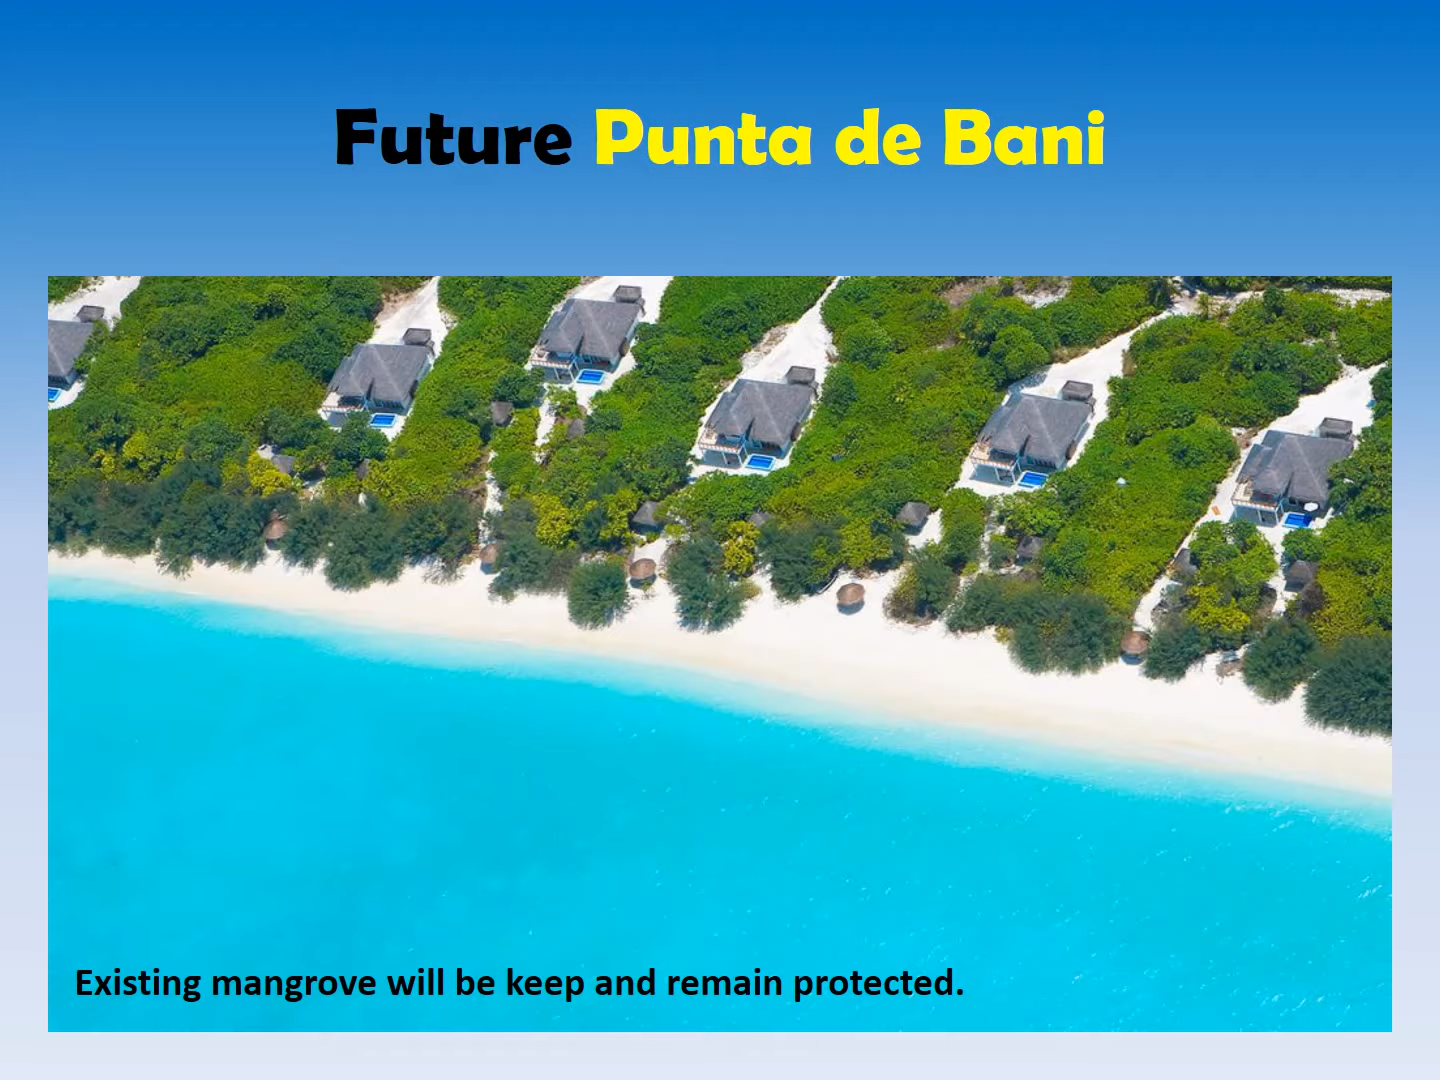 Future Punta de Bani
Existing mangrove will be keep and remain protected.